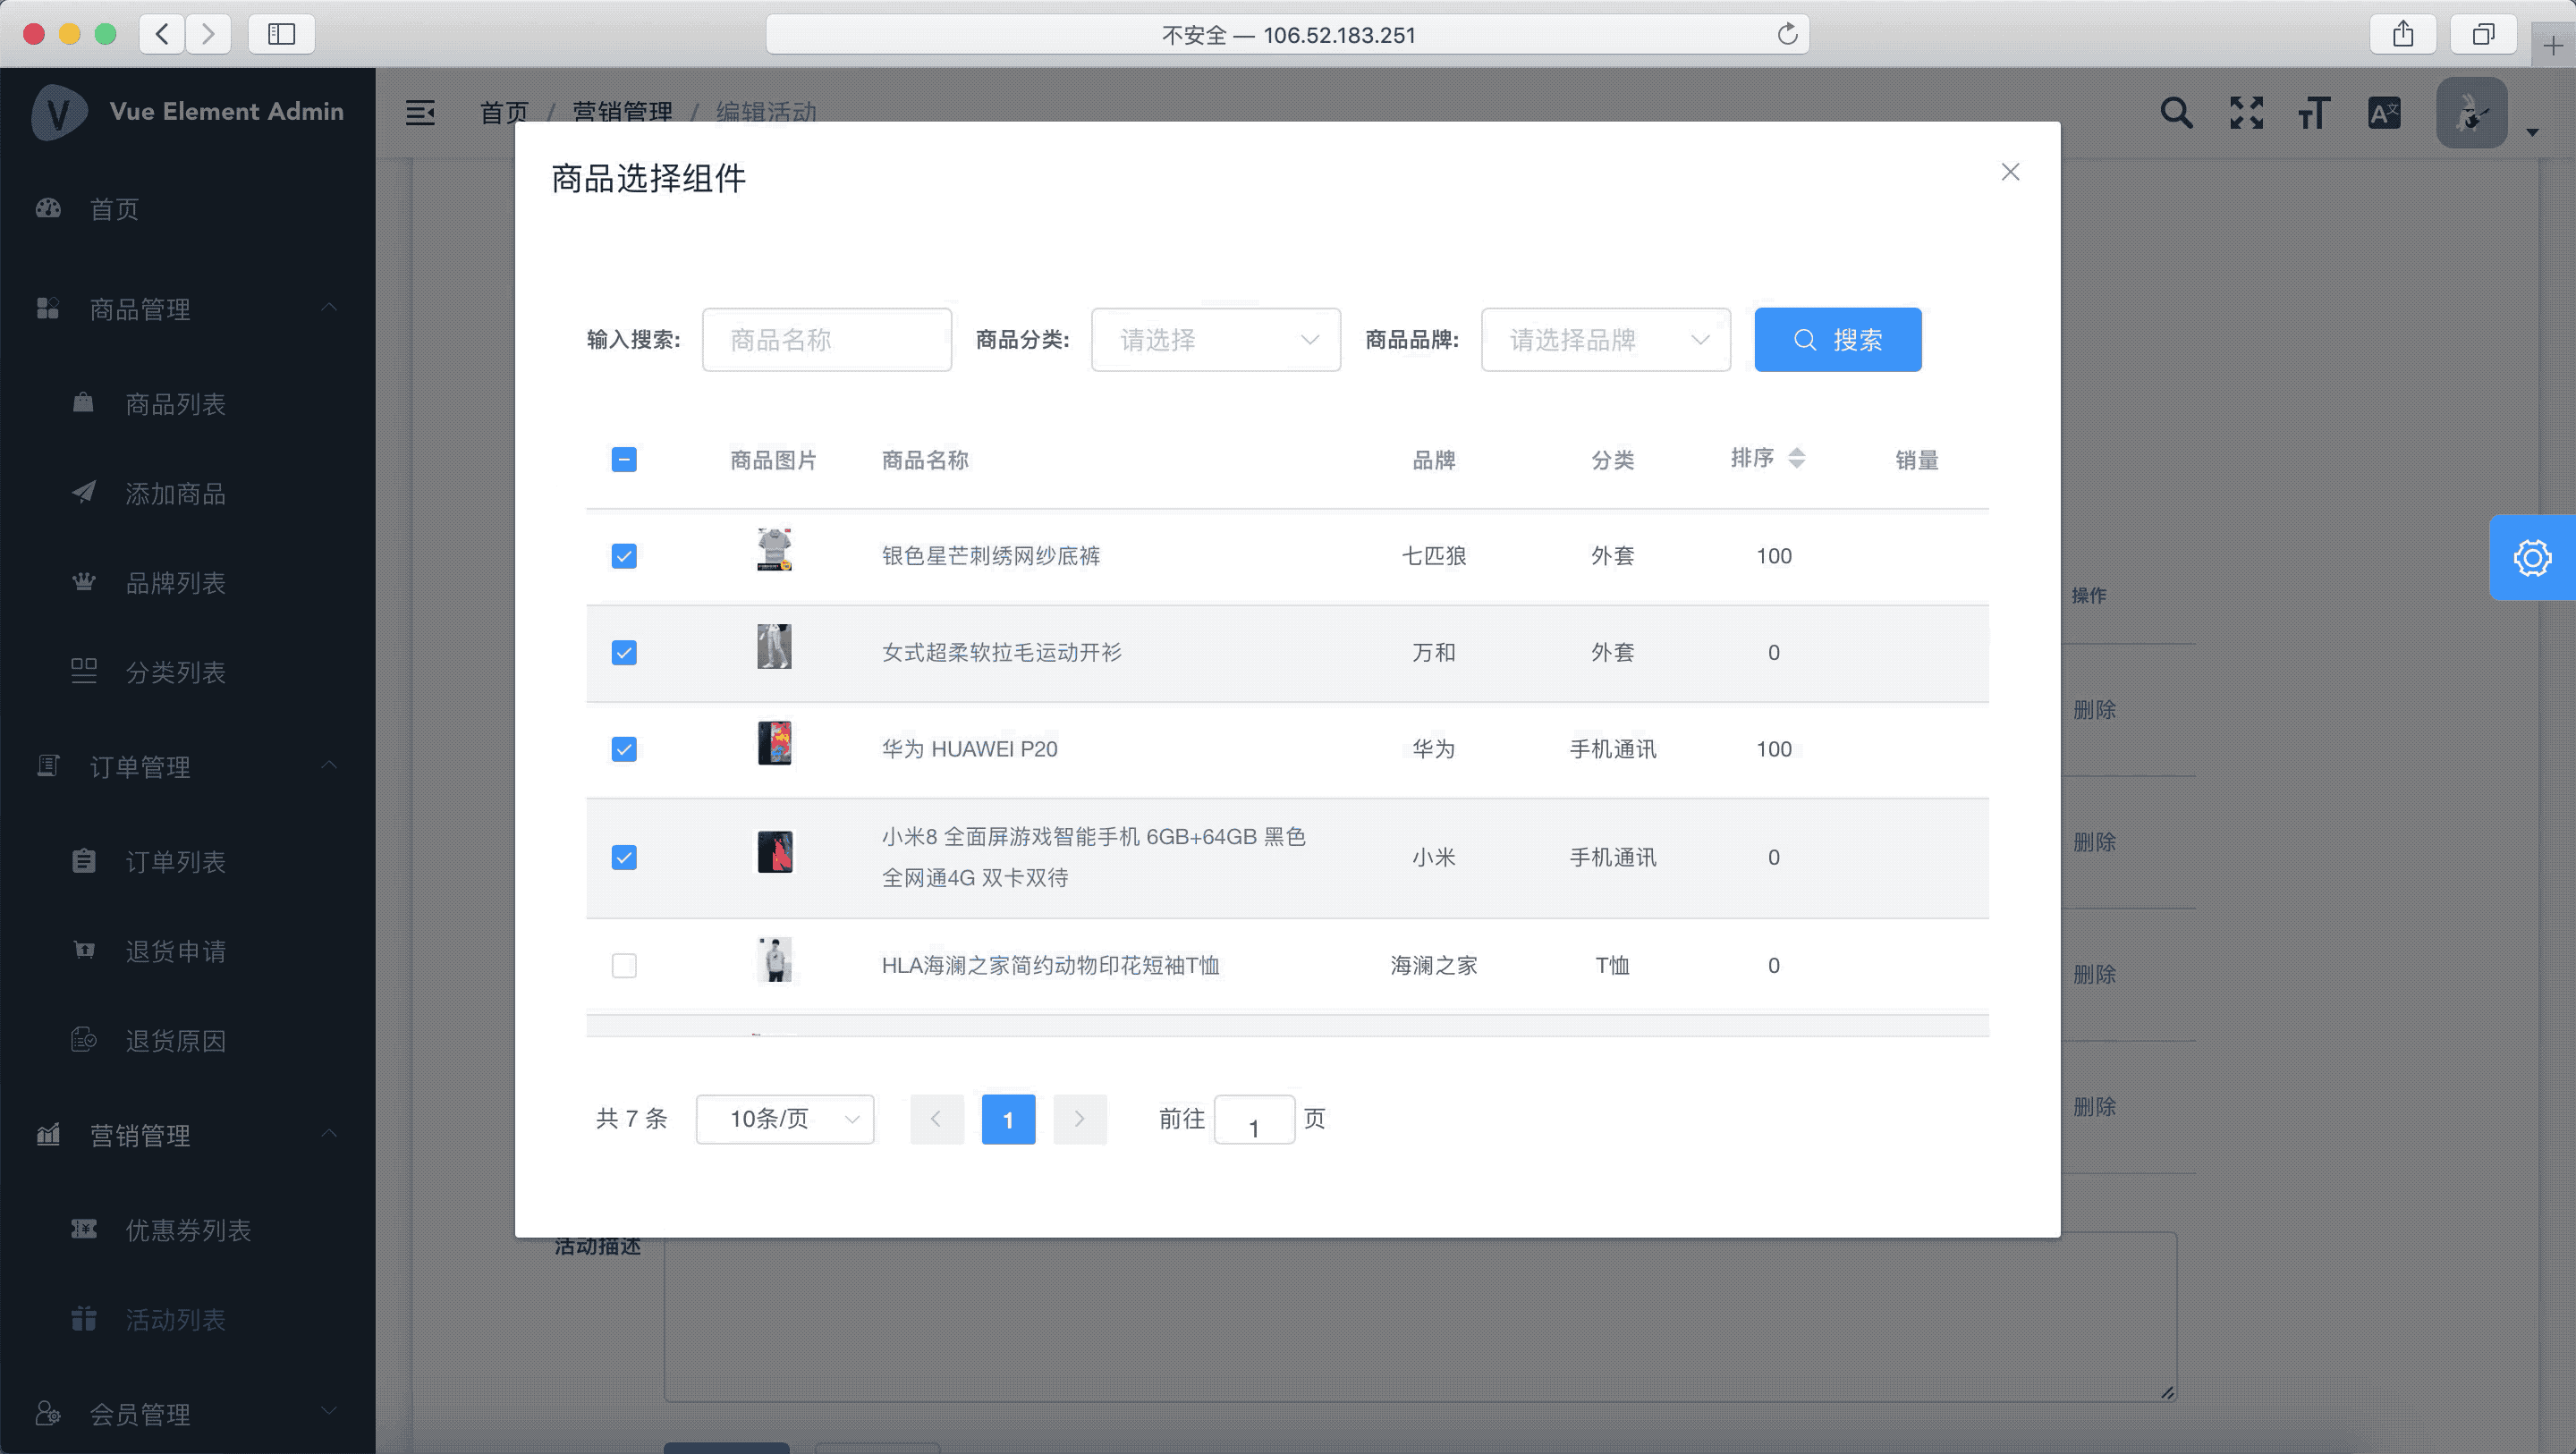 不安全 — 106.52.183.251
Vue Element Admin
首页 / 营销管理 / 编辑活动
首页
商品管理
商品列表
添加商品
品牌列表
分类列表
订单管理
订单列表
退货申请
退货原因
营销管理
优惠券列表
活动列表
会员管理
商品选择组件
输入搜索: 商品名称 商品分类: 请选择 商品品牌: 请选择品牌 搜索
商品图片 商品名称 品牌 分类 排序 销量
银色星芒刺绣网纱底裤 七匹狼 外套 100
女式超柔软拉毛运动开衫 万和 外套 0
华为 HUAWEI P20 华为 手机通讯 100
小米8 全面屏游戏智能手机 6GB+64GB 黑色
全网通4G 双卡双待 小米 手机通讯 0
HLA海澜之家简约动物印花短袖T恤 海澜之家 T恤 0
共 7 条 10条/页 1 前往 1 页
操作
删除
删除
删除
删除
活动描述